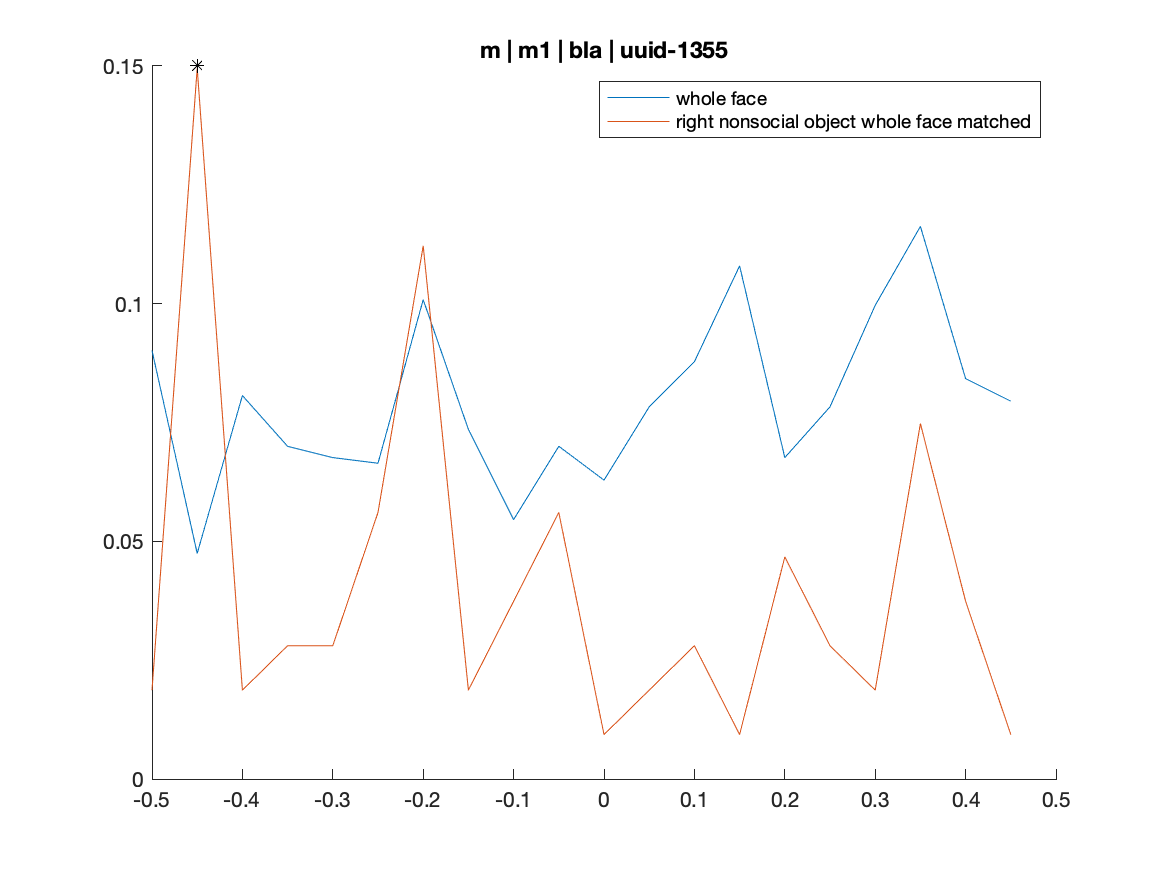 m | m1 | bla | uuid-1355
whole face
right nonsocial object whole face matched
0.15
0.1
0.05
0
-0.5 -0.4 -0.3 -0.2 -0.1 0 0.1 0.2 0.3 0.4 0.5